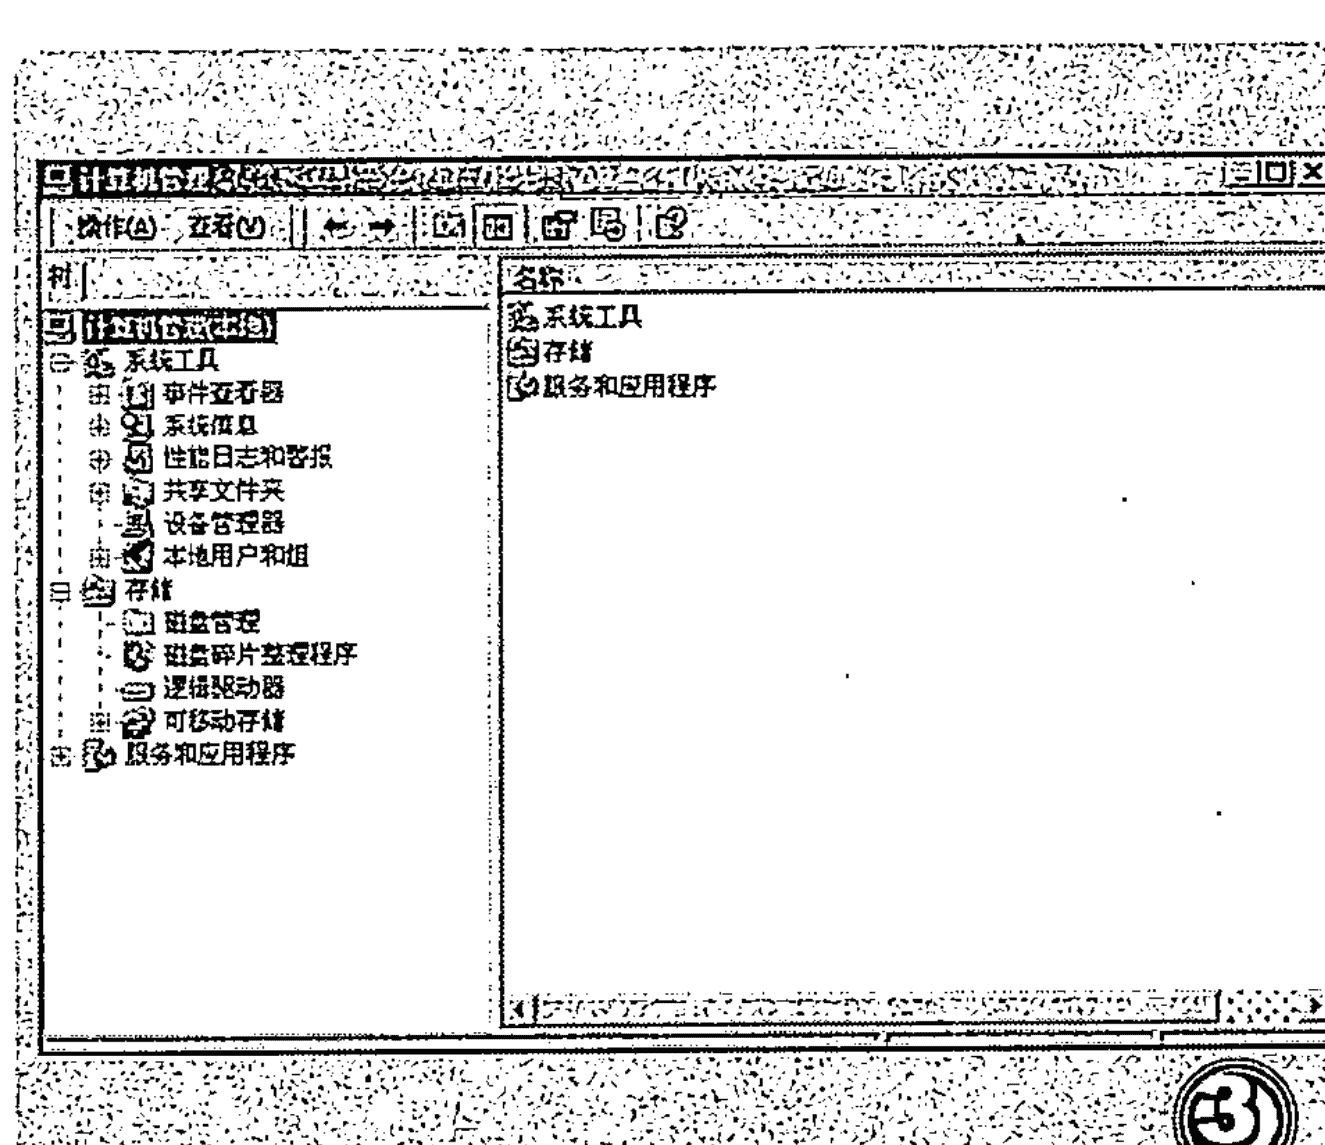 计算机管理
操作(A) 查看(V)
树
名称
计算机管理(本地)
系统工具
事件查看器
系统信息
性能日志和警报
共享文件夹
设备管理器
本地用户和组
存储
磁盘管理
磁盘碎片整理程序
逻辑驱动器
可移动存储
服务和应用程序
系统工具
存储
服务和应用程序